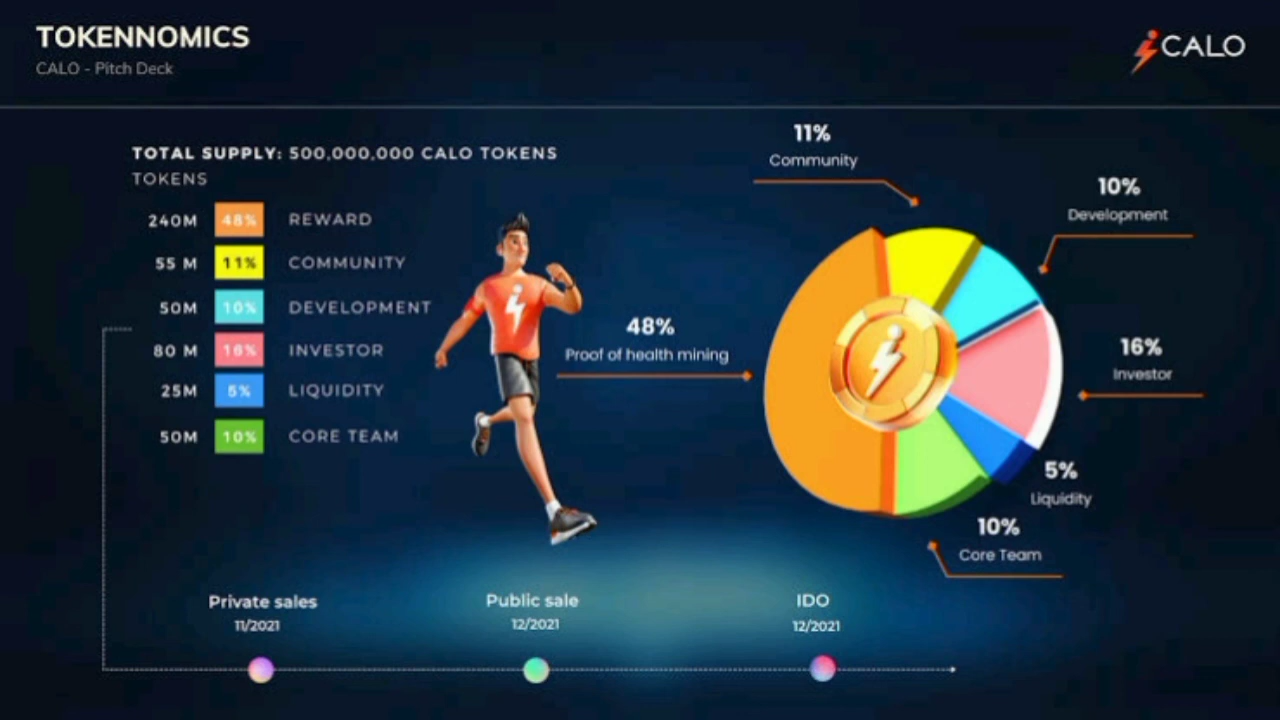 TOKENNOMICS
CALO - Pitch Deck
CALO
TOTAL SUPPLY: 500,000,000 CALO TOKENS
TOKENS
240M 48% REWARD
55 M 11% COMMUNITY
50M 10% DEVELOPMENT
80 M 16% INVESTOR
25M 5% LIQUIDITY
50M 10% CORE TEAM
48%
Proof of health mining
11%
Community
10%
Development
16%
Investor
5%
Liquidity
10%
Core Team
Private sales
11/2021
Public sale
12/2021
IDO
12/2021